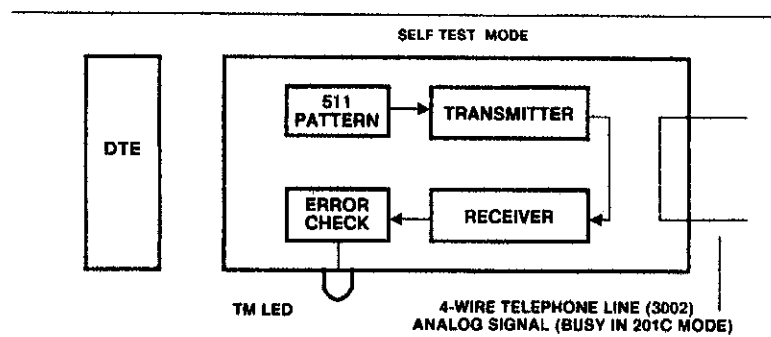 SELF TEST MODE
511
PATTERN
TRANSMITTER
DTE
ERROR
CHECK
RECEIVER
TM LED
4-WIRE TELEPHONE LINE (3002)
ANALOG SIGNAL (BUSY IN 201C MODE)